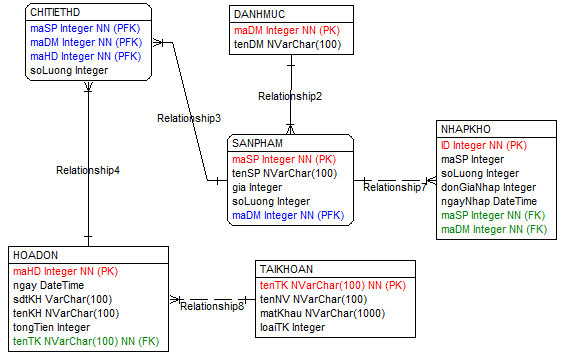 CHITIETHD
maSP Integer NN (PFK)
maDM Integer NN (PFK)
maHD Integer NN (PFK)
soLuong Integer
DANHMUC
maDM Integer NN (PK)
tenDM NVarChar(100)
Relationship2
Relationship3
SANPHAM
maSP Integer NN (PK)
tenSP NVarChar(100)
gia Integer
soLuong Integer
maDM Integer NN (PFK)
NHAPKHO
ID Integer NN (PK)
maSP Integer
soLuong Integer
donGiaNhap Integer
ngayNhap DateTime
maSP Integer NN (FK)
maDM Integer NN (FK)
Relationship7
Relationship4
HOADON
maHD Integer NN (PK)
ngay DateTime
sdtKH VarChar(100)
tenKH VarChar(100)
tongTien Integer
tenTK NVarChar(100) NN (FK)
Relationship8
TAIKHOAN
tenTK NVarChar(100) NN (PK)
tenNV NVarChar(100)
matKhau NVarChar(1000)
loaiTK Integer